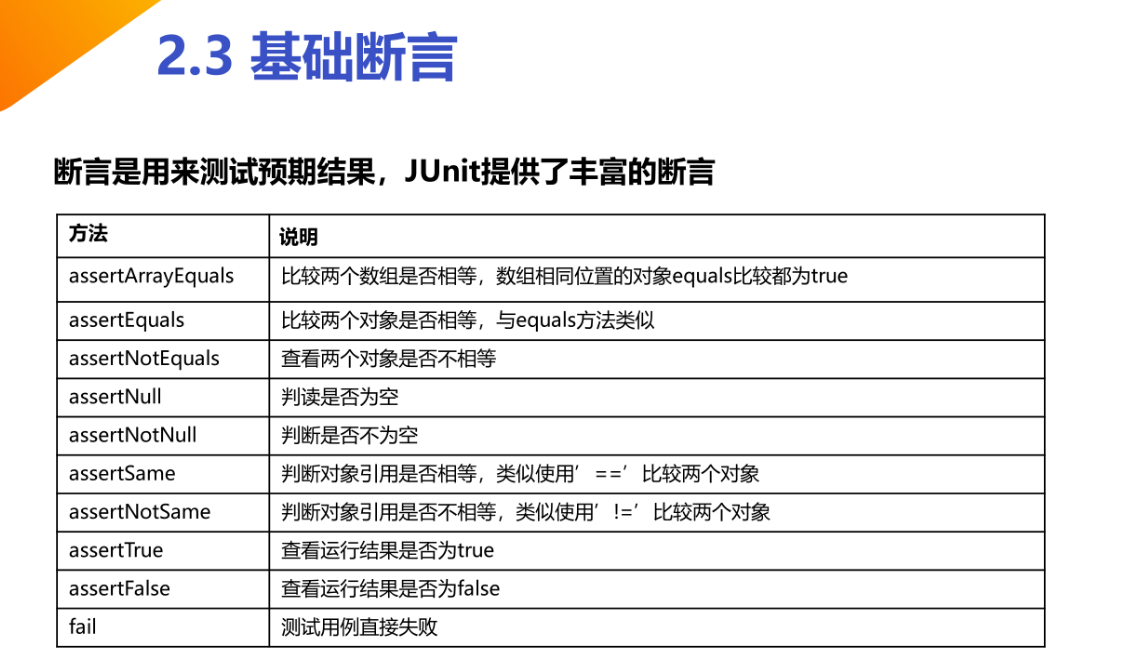 2.3 基础断言
断言是用来测试预期结果，JUnit提供了丰富的断言
方法 说明
assertArrayEquals 比较两个数组是否相等，数组相同位置的对象equals比较都为true
assertEquals 比较两个对象是否相等，与equals方法类似
assertNotEquals 查看两个对象是否不相等
assertNull 判读是否为空
assertNotNull 判断是否不为空
assertSame 判断对象引用是否相等，类似使用’==’比较两个对象
assertNotSame 判断对象引用是否不相等，类似使用’!=’比较两个对象
assertTrue 查看运行结果是否为true
assertFalse 查看运行结果是否为false
fail 测试用例直接失败